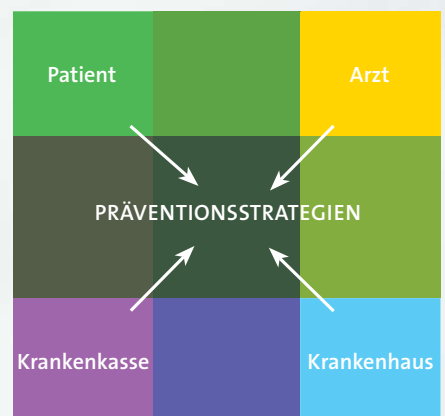 Patient
Arzt
PRÄVENTIONSSTRATEGIEN
Krankenkasse
Krankenhaus